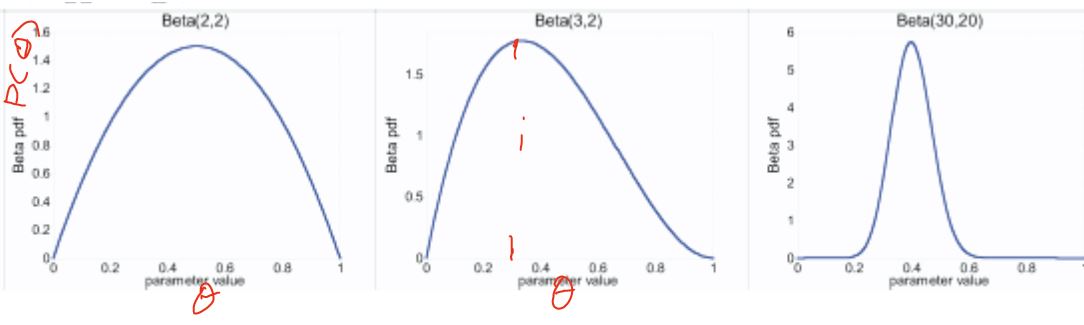 Beta(2,2)
P(θ)
Beta pdf
1.6
1.4
1.2
1
0.8
0.6
0.4
0.2
0
0 0.2 0.4 0.6 0.8 1
parameter value
θ
Beta(3,2)
Beta pdf
1.5
1
0.5
0
0 0.2 0.4 0.6 0.8 1
parameter value
θ
Beta(30,20)
Beta pdf
6
5
4
3
2
1
0
0 0.2 0.4 0.6 0.8
parameter value